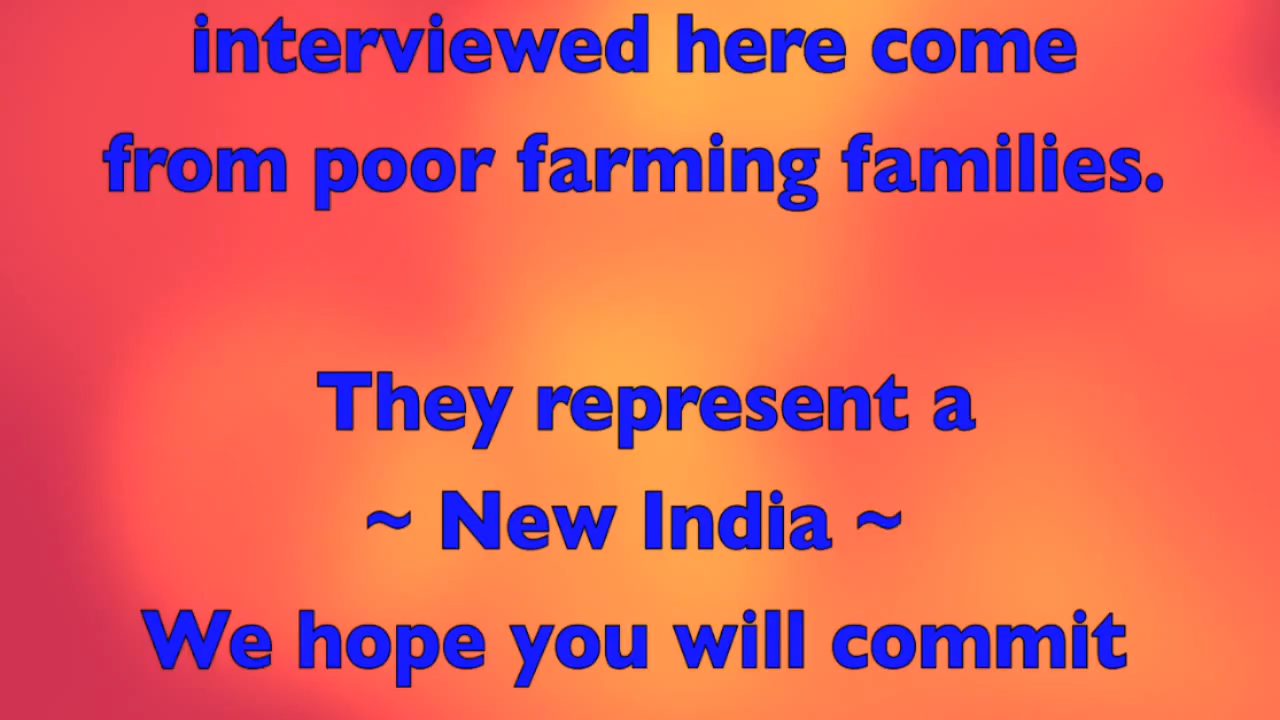 interviewed here come
from poor farming families.
They represent a
~ New India ~
We hope you will commit